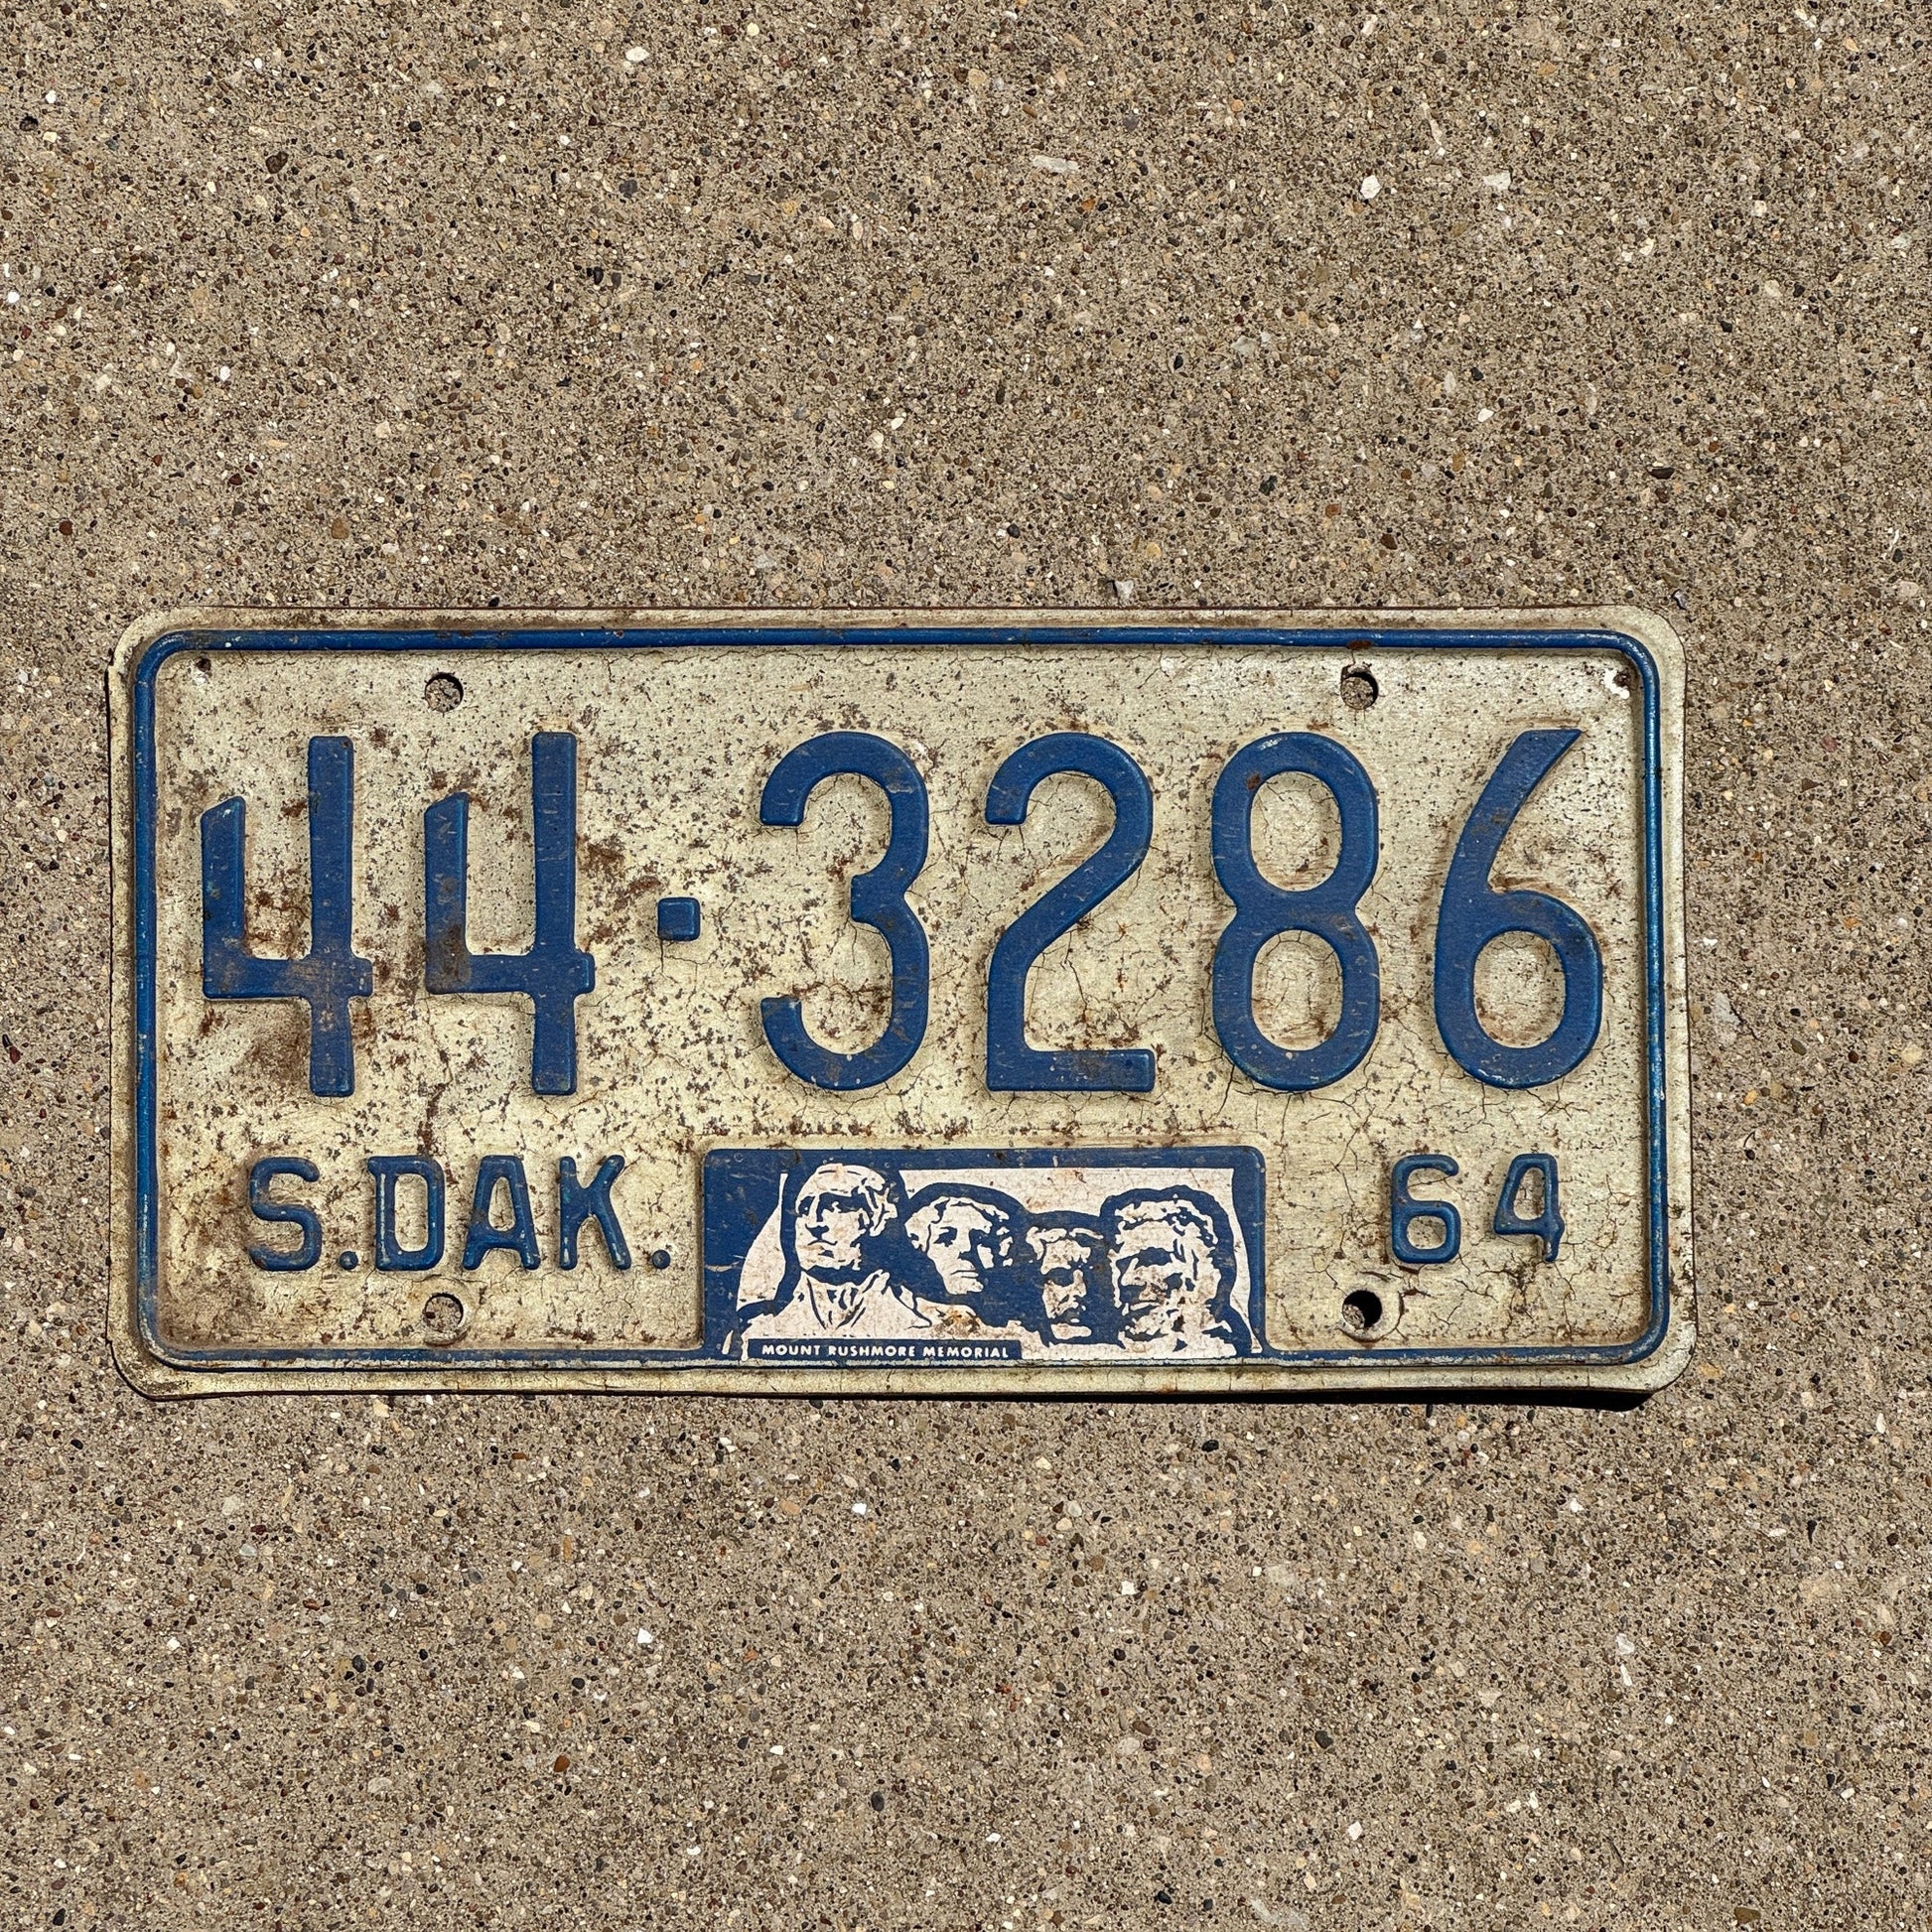 44·3286
S.DAK. 64
MOUNT RUSHMORE MEMORIAL